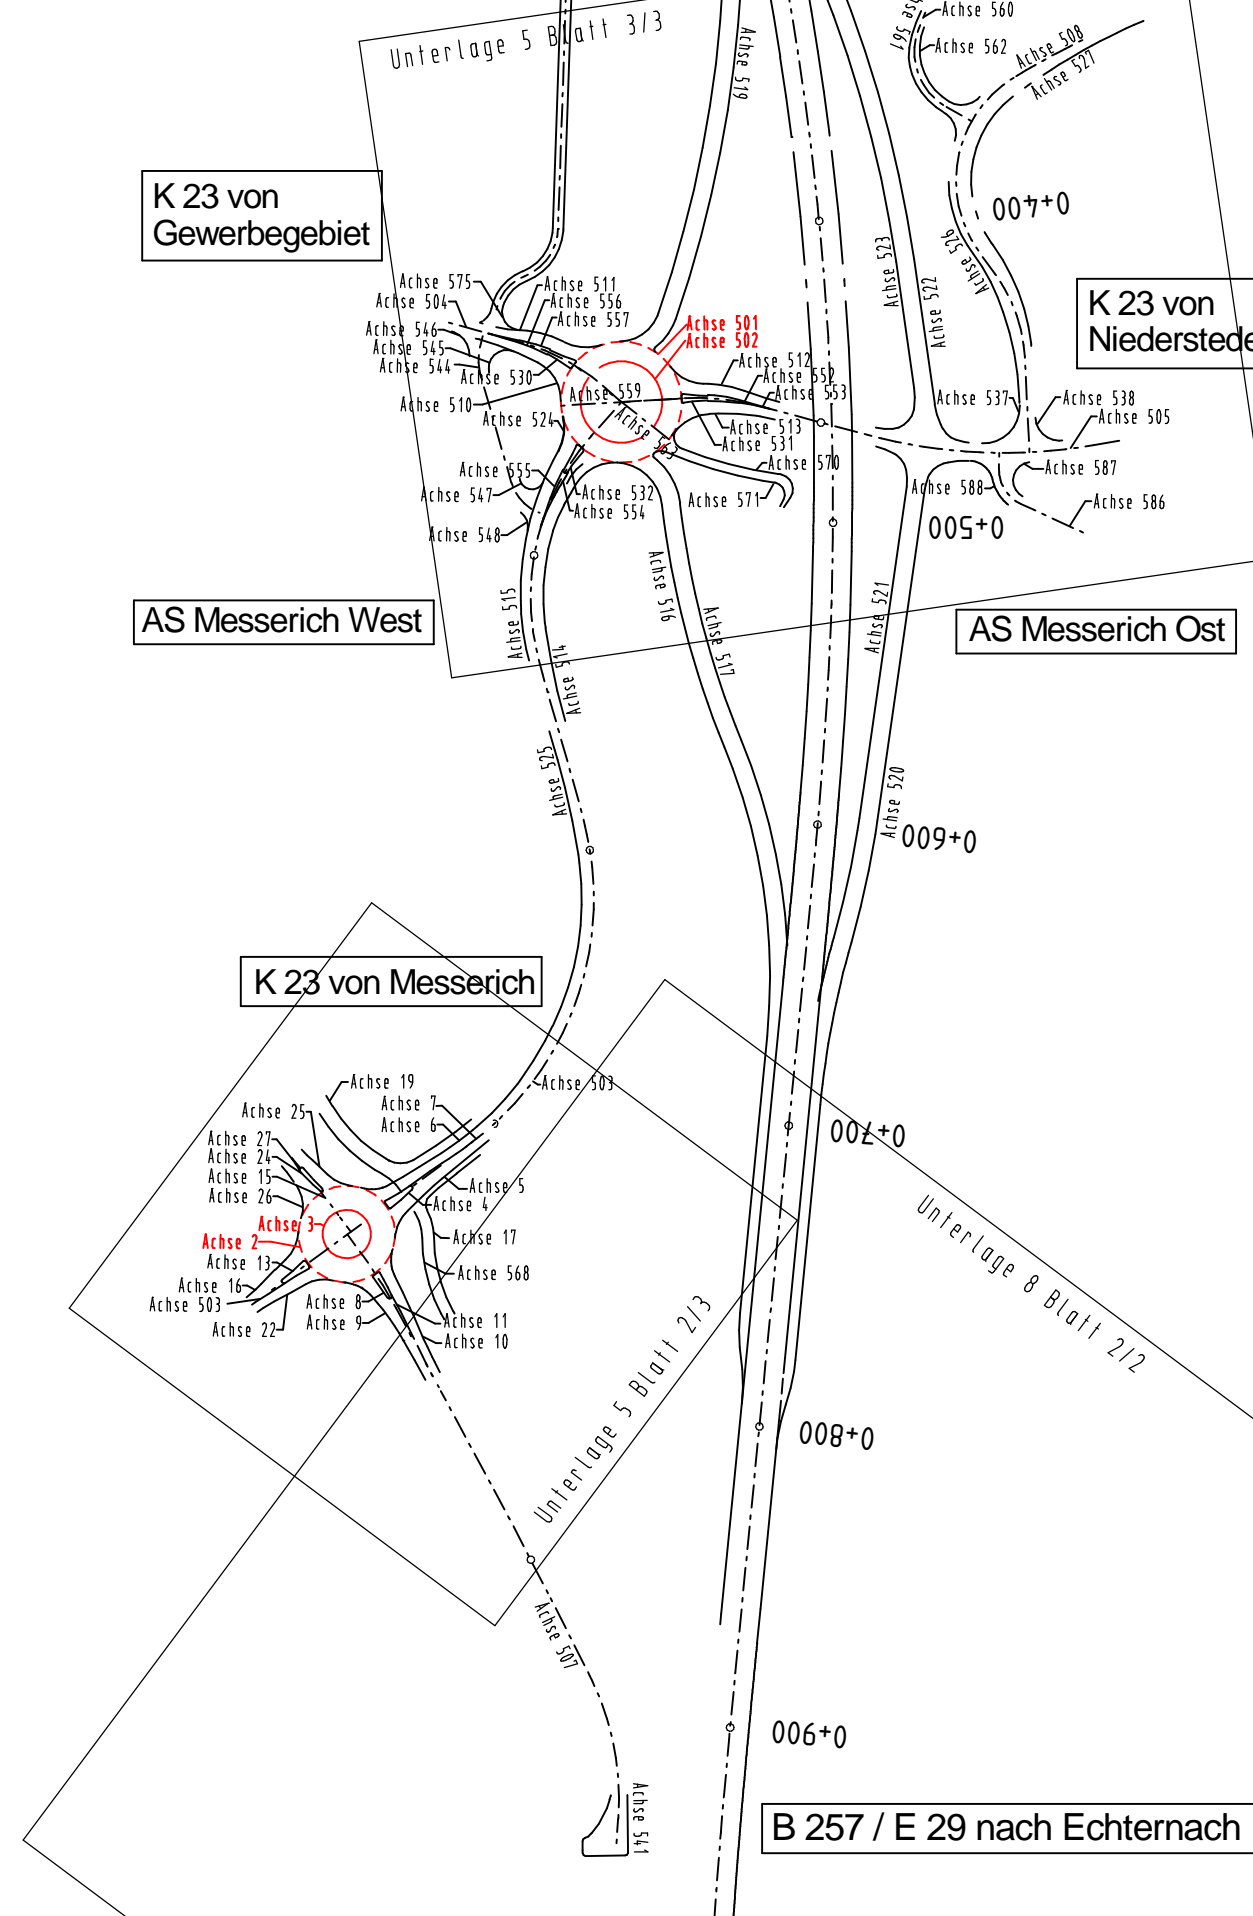 Unterlage 5 Blatt 3/3
Achse 519
Achse 560
Achse 561
Achse 562
Achse 508
Achse 527
K 23 von
Gewerbegebiet
0+400
Achse 526
Achse 523
Achse 522
K 23 von
Niederstede
Achse 575
Achse 504
Achse 546
Achse 545
Achse 544
Achse 511
Achse 556
Achse 557
Achse 530
Achse 510
Achse 501
Achse 502
Achse 559
Achse 563
Achse 512
Achse 552
Achse 553
Achse 513
Achse 531
Achse 524
Achse 555
Achse 547
Achse 548
Achse 532
Achse 554
Achse 570
Achse 571
Achse 537
Achse 538
Achse 505
Achse 587
Achse 588
Achse 586
0+500
AS Messerich West
AS Messerich Ost
Achse 515
Achse 514
Achse 516
Achse 517
Achse 521
Achse 520
Achse 525
0+600
K 23 von Messerich
Achse 503
Achse 19
Achse 7
Achse 6
Achse 25
Achse 27
Achse 24
Achse 15
Achse 26
Achse 5
Achse 4
Achse 3
Achse 2
Achse 17
Achse 13
Achse 568
Achse 16
Achse 503
Achse 22
Achse 8
Achse 9
Achse 11
Achse 10
0+700
Unterlage 8 Blatt 2/2
Unterlage 5 Blatt 2/3
0+800
Achse 507
0+900
Achse 541
B 257 / E 29 nach Echternach